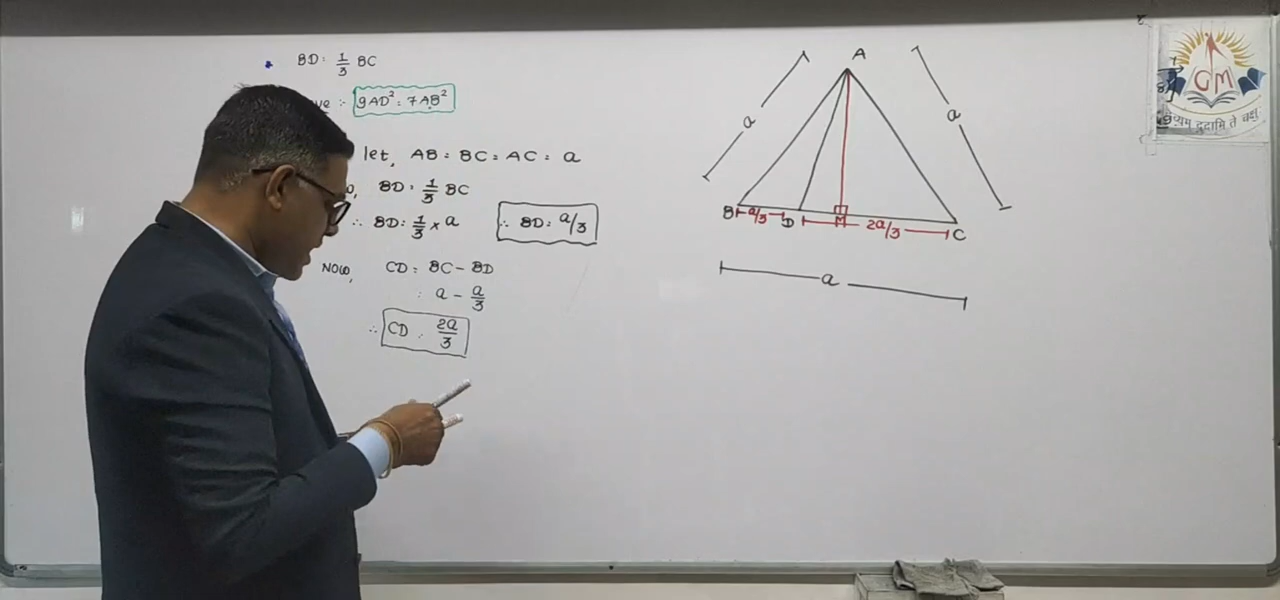 BD = 1/3 BC
9AD² = 7AB²
let, AB = BC = AC = a
BD = 1/3 BC
∴ BD = 1/3 × a
∴ BD = a/3
NOW, CD = BC - BD
= a - a/3
∴ CD = 2a/3
A
a
a
B
a/3
D
M
2a/3
C
a
GM